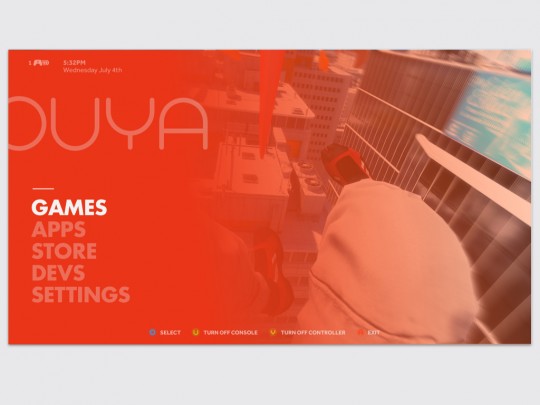 1
5:32PM
Wednesday July 4th
OUYA
GAMES
APPS
STORE
DEVS
SETTINGS
SELECT TURN OFF CONSOLE TURN OFF CONTROLLER EXIT